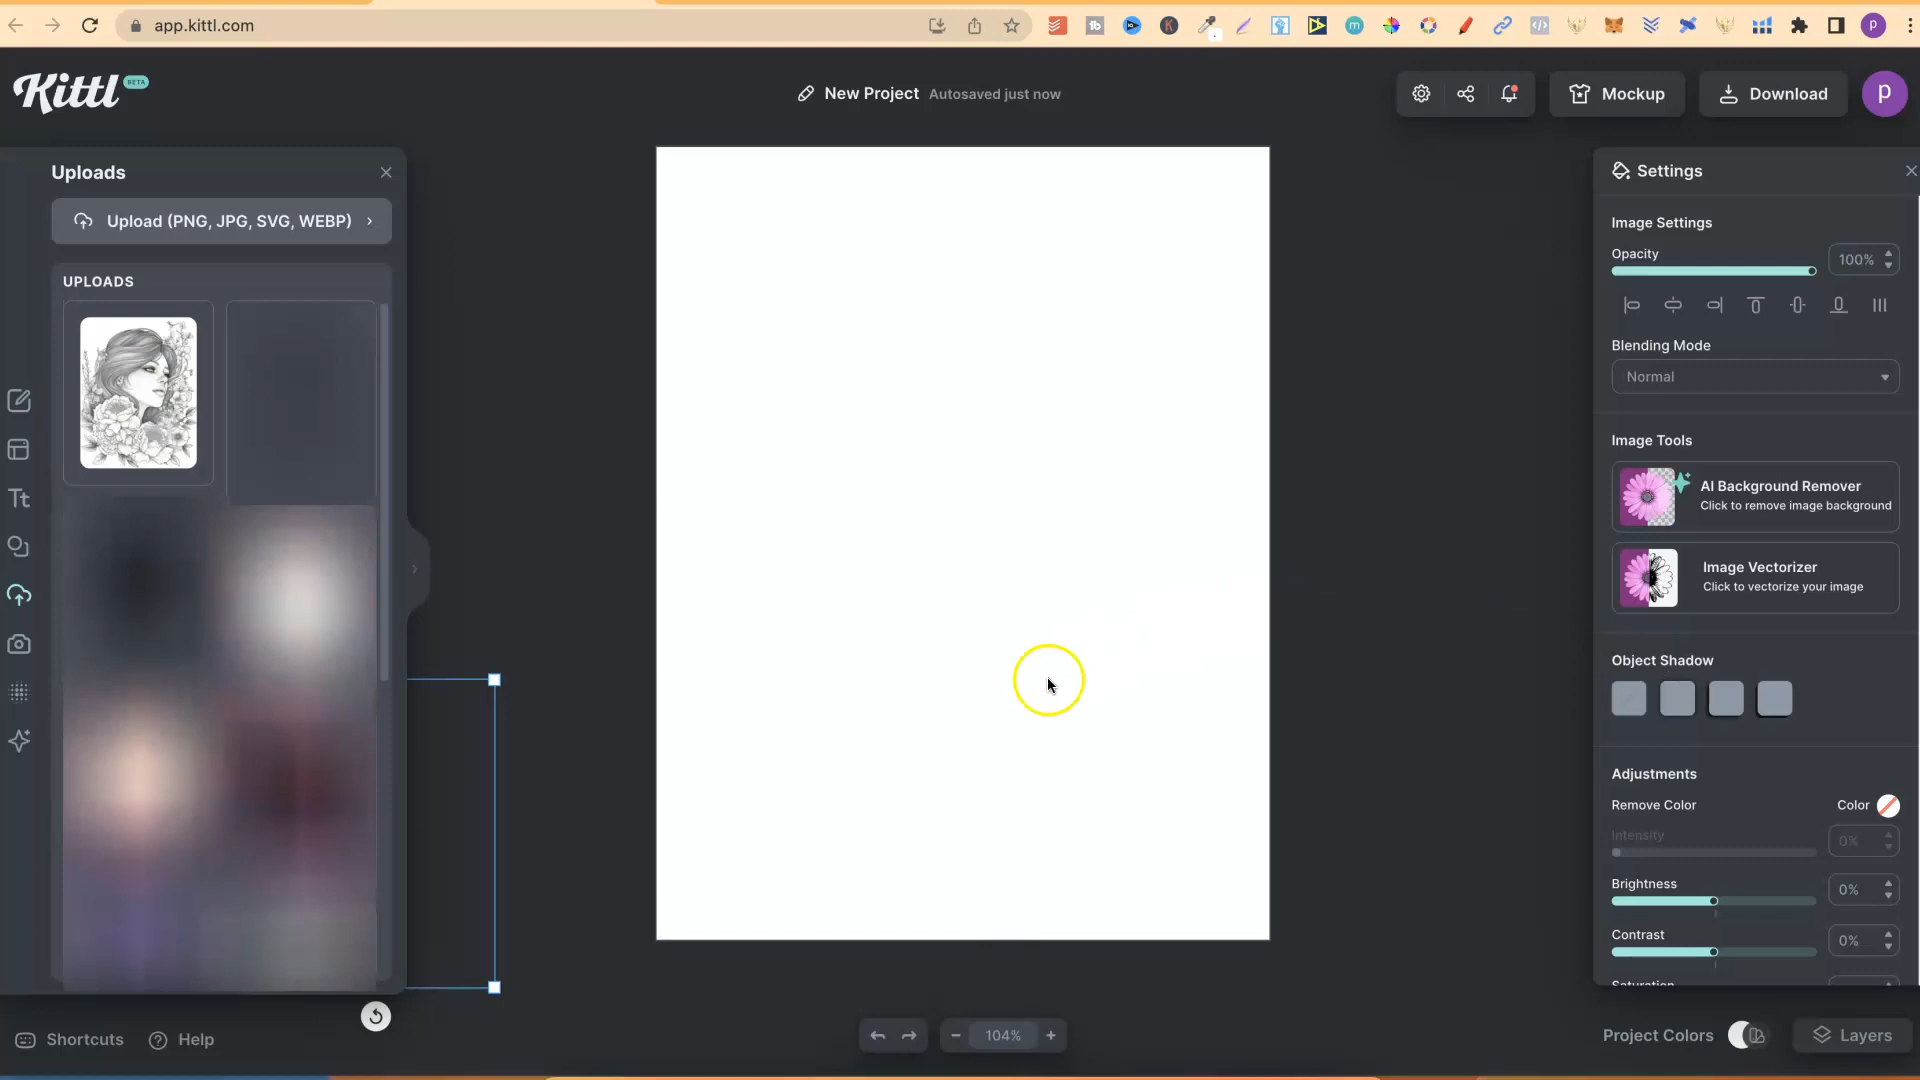 app.kittl.com
Kittl BETA
New Project Autosaved just now
Mockup
Download
p
Uploads
Upload (PNG, JPG, SVG, WEBP)
UPLOADS
Tt
Settings
Image Settings
Opacity
100%
Blending Mode
Normal
Image Tools
AI Background Remover
Click to remove image background
Image Vectorizer
Click to vectorize your image
Object Shadow
Adjustments
Remove Color Color
Intensity
0%
Brightness
0%
Contrast
0%
Saturation
Shortcuts Help
104%
Project Colors
Layers